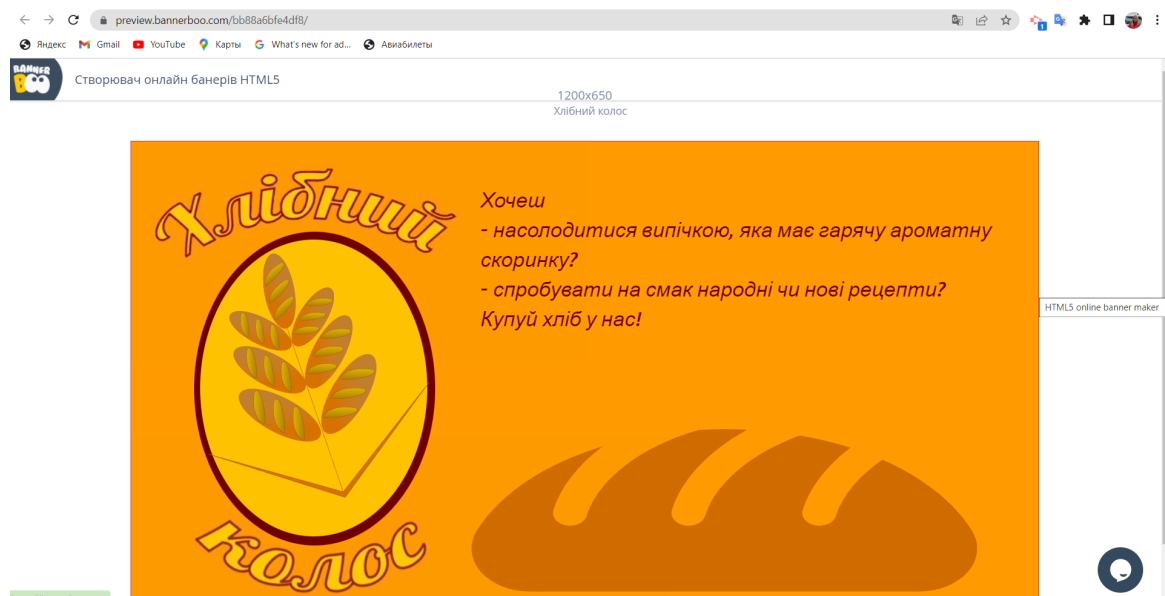 preview.bannerboo.com/bb88a6bfe4df8/
Яндекс Gmail YouTube Карты What's new for ad... Авиабилеты
BANNER BOO
Створювач онлайн банерів HTML5
1200x650
Хлібний колос
Хлібний
колос
Хочеш
- насолодитися випічкою, яка має гарячу ароматну
скоринку?
- спробувати на смак народні чи нові рецепти?
Купуй хліб у нас!
HTML5 online banner maker
1